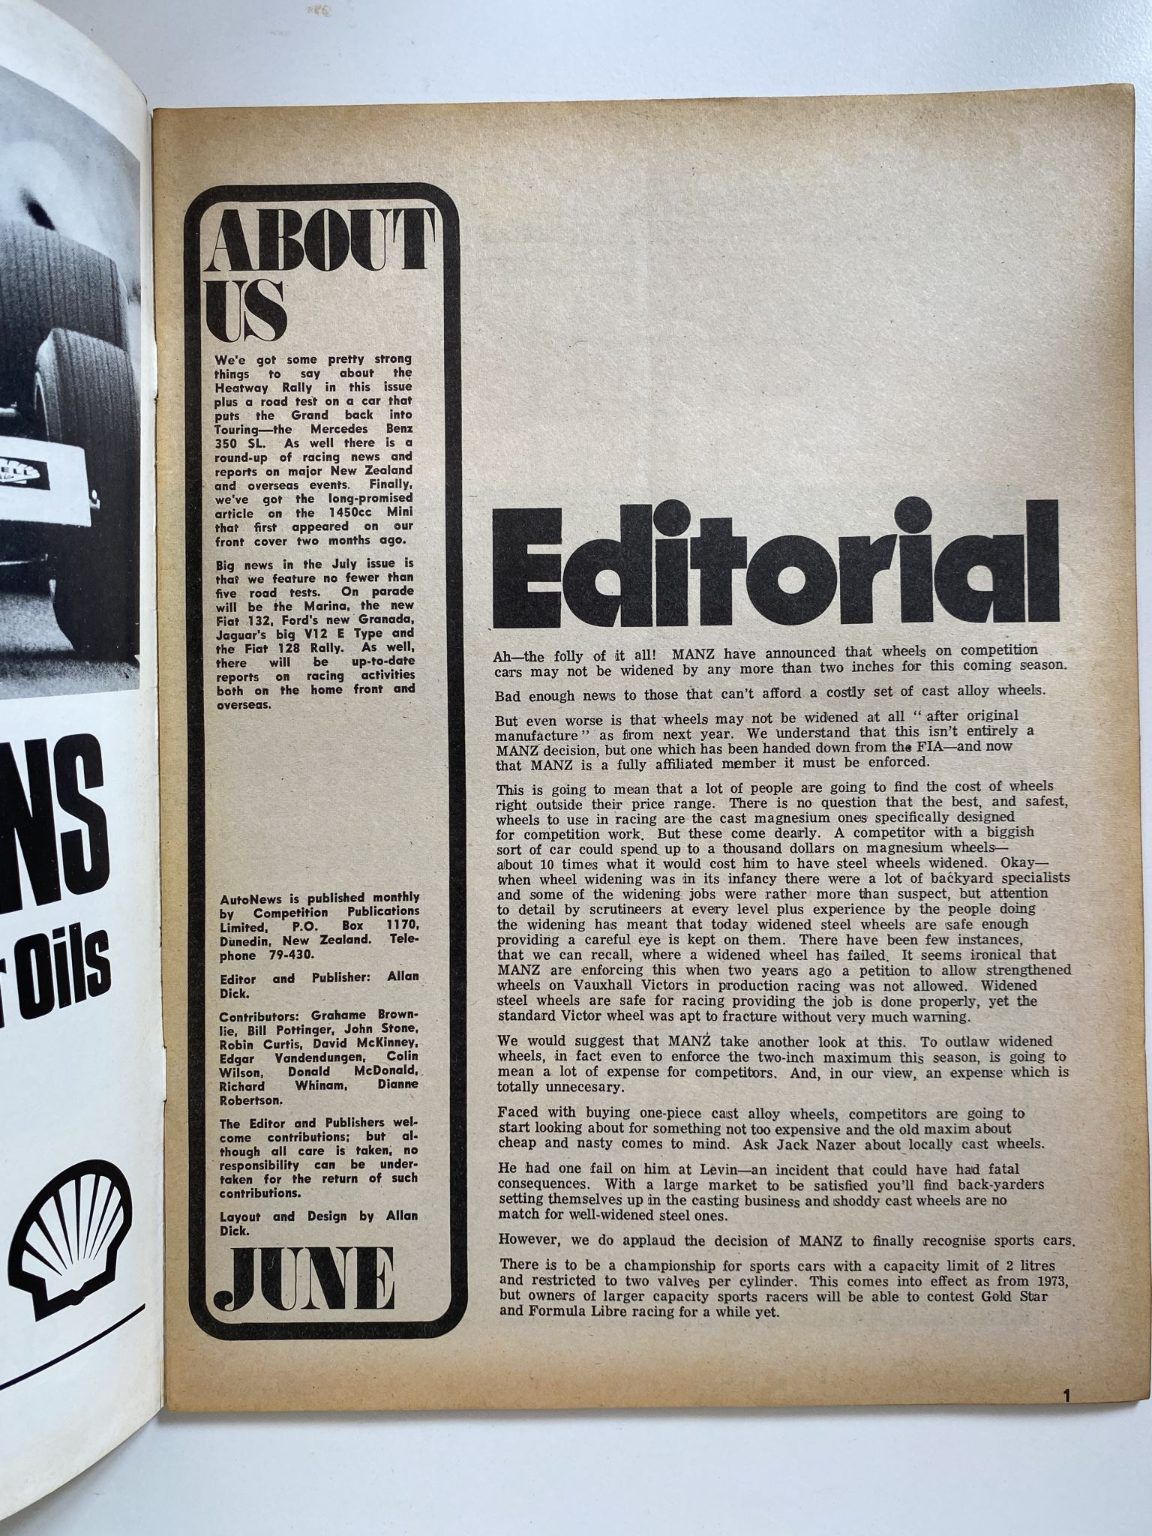 NS
Oils
ABOUT
US
We'e got some pretty strong
things to say about the
Heatway Rally in this issue
plus a road test on a car that
puts the Grand back into
Touring—the Mercedes Benz
350 SL. As well there is a
round-up of racing news and
reports on major New Zealand
and overseas events. Finally,
we've got the long-promised
article on the 1450cc Mini
that first appeared on our
front cover two months ago.
Big news in the July issue is
that we feature no fewer than
five road tests. On parade
will be the Marina, the new
Fiat 132, Ford's new Granada,
Jaguar's big V12 E Type and
the Fiat 128 Rally. As well,
there will be up-to-date
reports on racing activities
both on the home front and
overseas.
AutoNews is published monthly
by Competition Publications
Limited, P.O. Box 1170,
Dunedin, New Zealand. Tele-
phone 79-430.
Editor and Publisher: Allan
Dick.
Contributors: Grahame Brown-
lie, Bill Pottinger, John Stone,
Robin Curtis, David McKinney,
Edgar Vandendungen, Colin
Wilson, Donald McDonald,
Richard Whinam, Dianne
Robertson.
The Editor and Publishers wel-
come contributions; but al-
though all care is taken, no
responsibility can be under-
taken for the return of such
contributions.
Layout and Design by Allan
Dick.
JUNE
Editorial
Ah—the folly of it all! MANZ have announced that wheels on competition
cars may not be widened by any more than two inches for this coming season.
Bad enough news to those that can't afford a costly set of cast alloy wheels.
But even worse is that wheels may not be widened at all "after original
manufacture" as from next year. We understand that this isn't entirely a
MANZ decision, but one which has been handed down from the FIA—and now
that MANZ is a fully affiliated member it must be enforced.
This is going to mean that a lot of people are going to find the cost of wheels
right outside their price range. There is no question that the best, and safest,
wheels to use in racing are the cast magnesium ones specifically designed
for competition work. But these come dearly. A competitor with a biggish
sort of car could spend up to a thousand dollars on magnesium wheels—
about 10 times what it would cost him to have steel wheels widened. Okay—
when wheel widening was in its infancy there were a lot of backyard specialists
and some of the widening jobs were rather more than suspect, but attention
to detail by scrutineers at every level plus experience by the people doing
the widening has meant that today widened steel wheels are safe enough
providing a careful eye is kept on them. There have been few instances,
that we can recall, where a widened wheel has failed. It seems ironical that
MANZ are enforcing this when two years ago a petition to allow strengthened
wheels on Vauxhall Victors in production racing was not allowed. Widened
steel wheels are safe for racing providing the job is done properly, yet the
standard Victor wheel was apt to fracture without very much warning.
We would suggest that MANZ take another look at this. To outlaw widened
wheels, in fact even to enforce the two-inch maximum this season, is going to
mean a lot of expense for competitors. And, in our view, an expense which is
totally unnecesary.
Faced with buying one-piece cast alloy wheels, competitors are going to
start looking about for something not too expensive and the old maxim about
cheap and nasty comes to mind. Ask Jack Nazer about locally cast wheels.
He had one fail on him at Levin—an incident that could have had fatal
consequences. With a large market to be satisfied you'll find back-yarders
setting themselves up in the casting business and shoddy cast wheels are no
match for well-widened steel ones.
However, we do applaud the decision of MANZ to finally recognise sports cars.
There is to be a championship for sports cars with a capacity limit of 2 litres
and restricted to two valves per cylinder. This comes into effect as from 1973,
but owners of larger capacity sports racers will be able to contest Gold Star
and Formula Libre racing for a while yet.
1